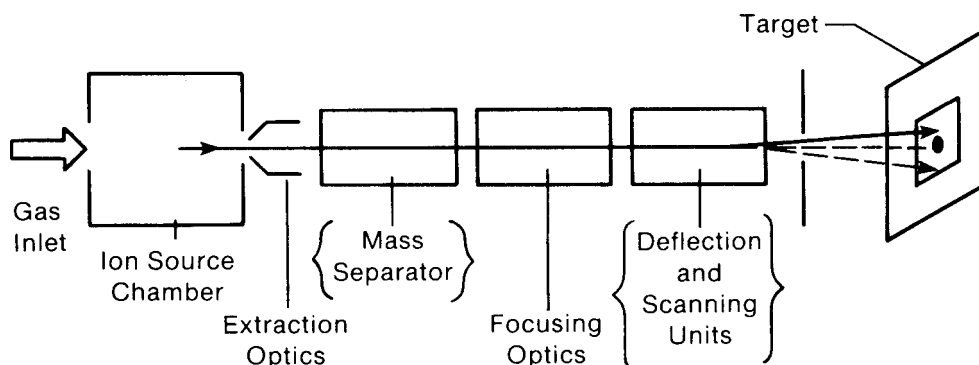 Target
Gas
Inlet
Ion Source
Chamber
Extraction
Optics
Mass
Separator
Focusing
Optics
Deflection
and
Scanning
Units